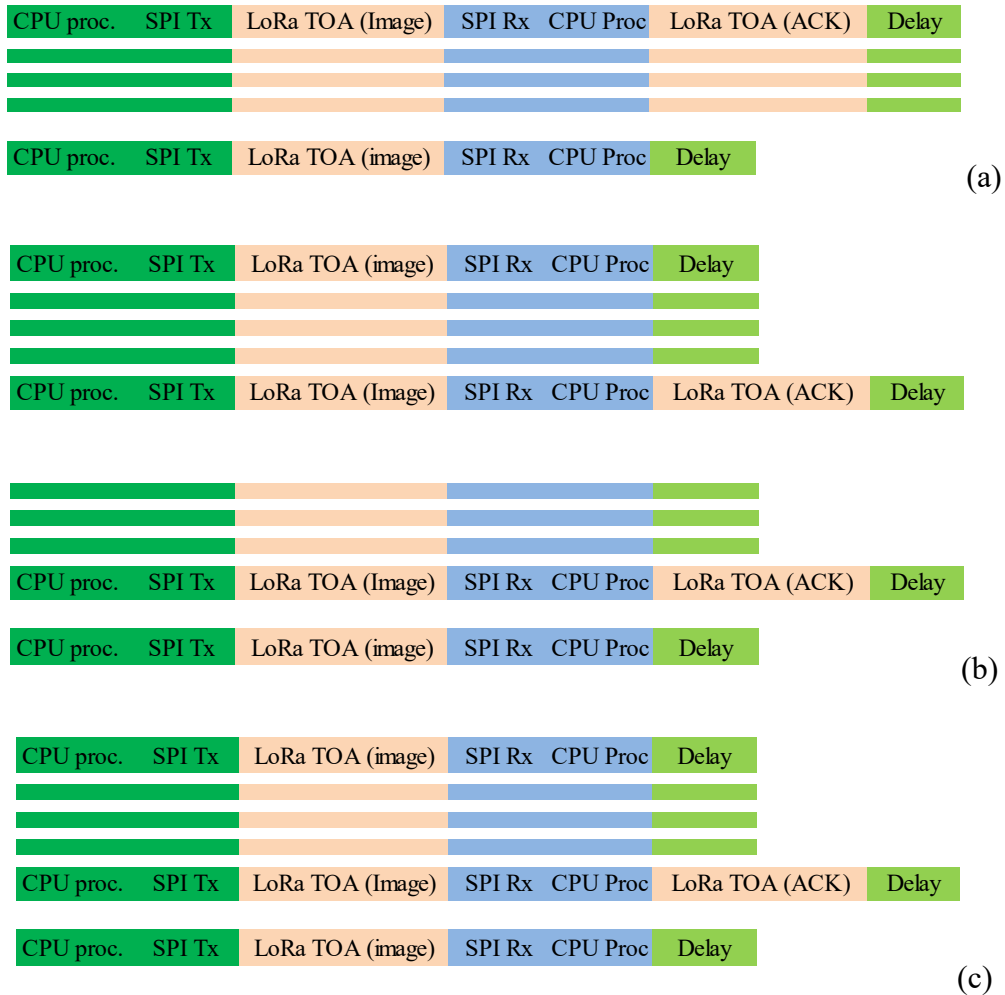 CPU proc. SPI Tx LoRa TOA (Image) SPI Rx CPU Proc LoRa TOA (ACK) Delay
CPU proc. SPI Tx LoRa TOA (image) SPI Rx CPU Proc Delay
(a)
CPU proc. SPI Tx LoRa TOA (image) SPI Rx CPU Proc Delay
CPU proc. SPI Tx LoRa TOA (Image) SPI Rx CPU Proc LoRa TOA (ACK) Delay
CPU proc. SPI Tx LoRa TOA (Image) SPI Rx CPU Proc LoRa TOA (ACK) Delay
CPU proc. SPI Tx LoRa TOA (image) SPI Rx CPU Proc Delay
(b)
CPU proc. SPI Tx LoRa TOA (image) SPI Rx CPU Proc Delay
CPU proc. SPI Tx LoRa TOA (Image) SPI Rx CPU Proc LoRa TOA (ACK) Delay
CPU proc. SPI Tx LoRa TOA (image) SPI Rx CPU Proc Delay
(c)